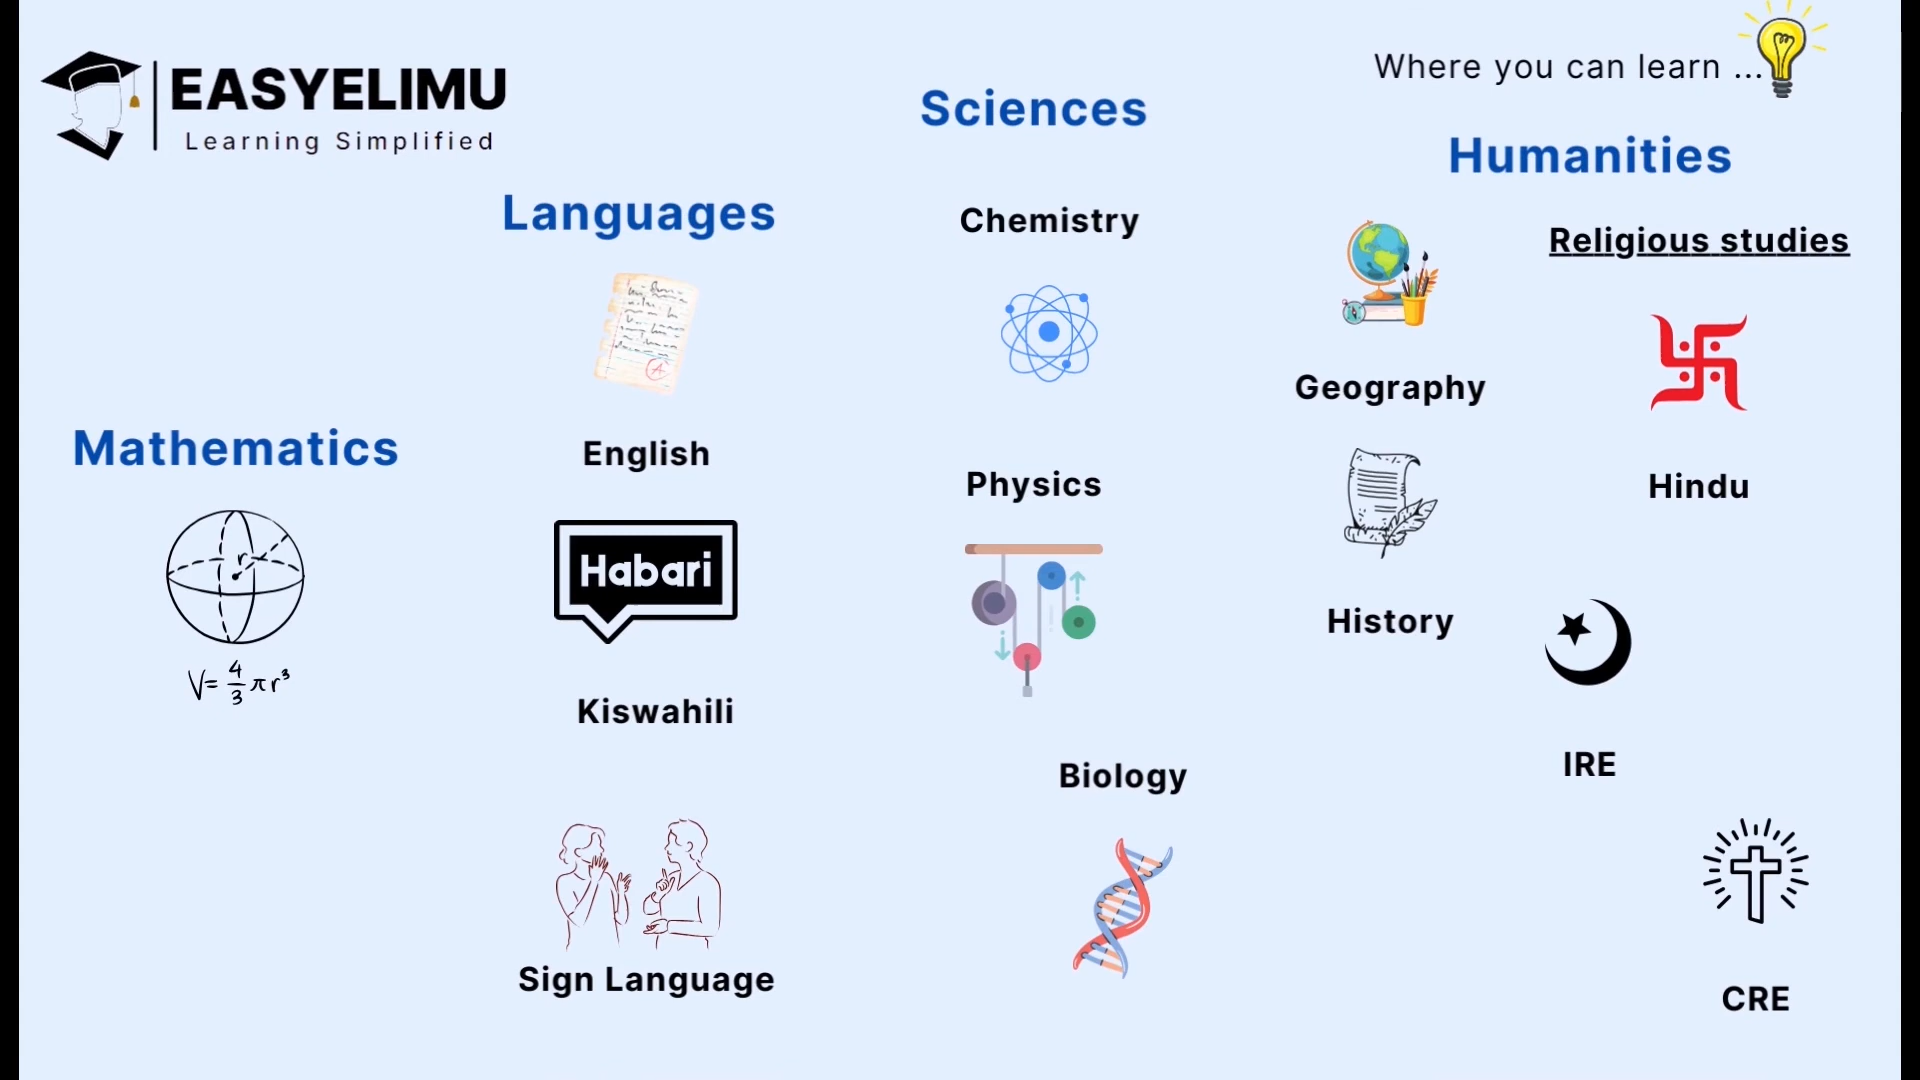 EASYELIMU
Learning Simplified
Where you can learn ...
Mathematics
r
V= 4/3 π r³
Languages
English
Habari
Kiswahili
Sign Language
Sciences
Chemistry
Physics
Biology
Humanities
Geography
History
Religious studies
Hindu
IRE
CRE